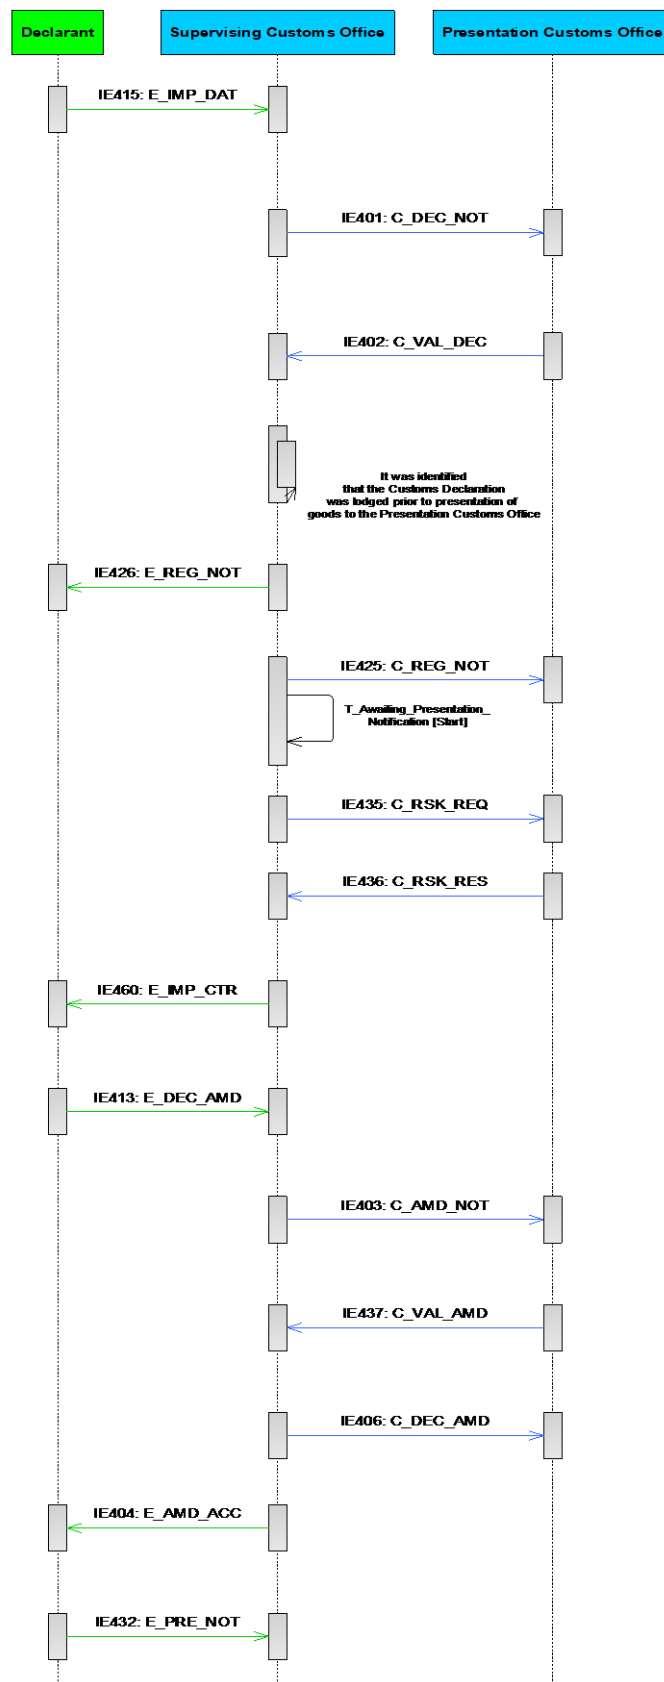 Declarant
Supervising Customs Office
Presentation Customs Office
IE415: E_IMP_DAT
IE401: C_DEC_NOT
IE402: C_VAL_DEC
It was identified
that the Customs Declaration
was lodged prior to presentation of
goods to the Presentation Customs Office
IE426: E_REG_NOT
IE425: C_REG_NOT
T_Awaiting_Presentation_
Notification [Start]
IE435: C_RSK_REQ
IE436: C_RSK_RES
IE460: E_IMP_CTR
IE413: E_DEC_AMD
IE403: C_AMD_NOT
IE437: C_VAL_AMD
IE406: C_DEC_AMD
IE404: E_AMD_ACC
IE432: E_PRE_NOT